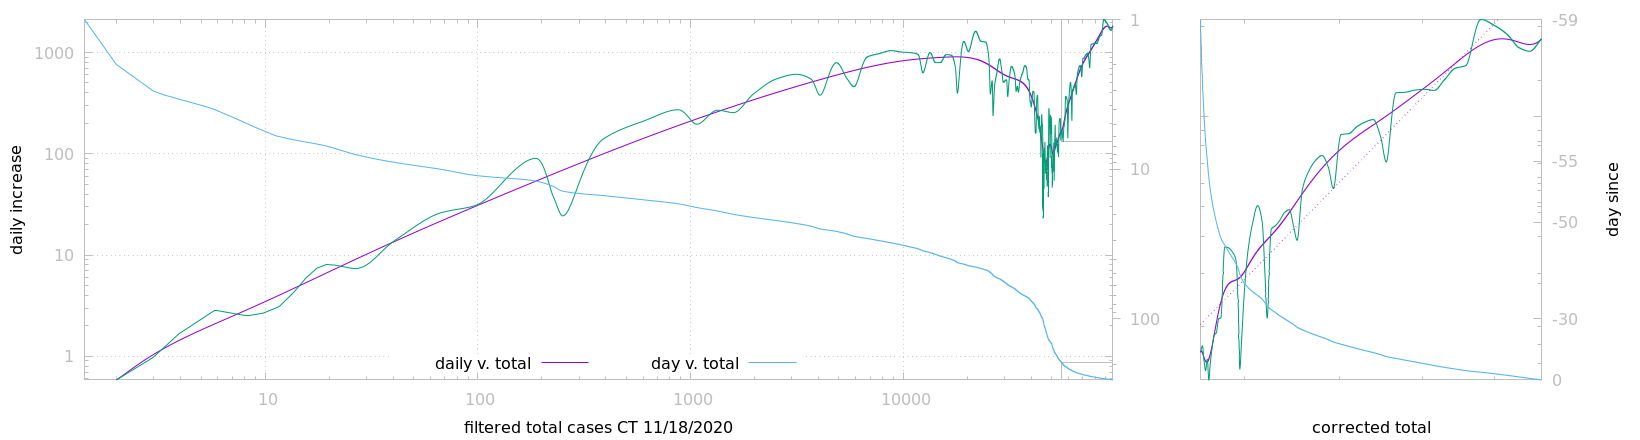 1000
100
10
1
daily increase
10
100
1000
10000
filtered total cases CT 11/18/2020
daily v. total
day v. total
1
10
100
-59
-55
-50
-30
0
day since
corrected total